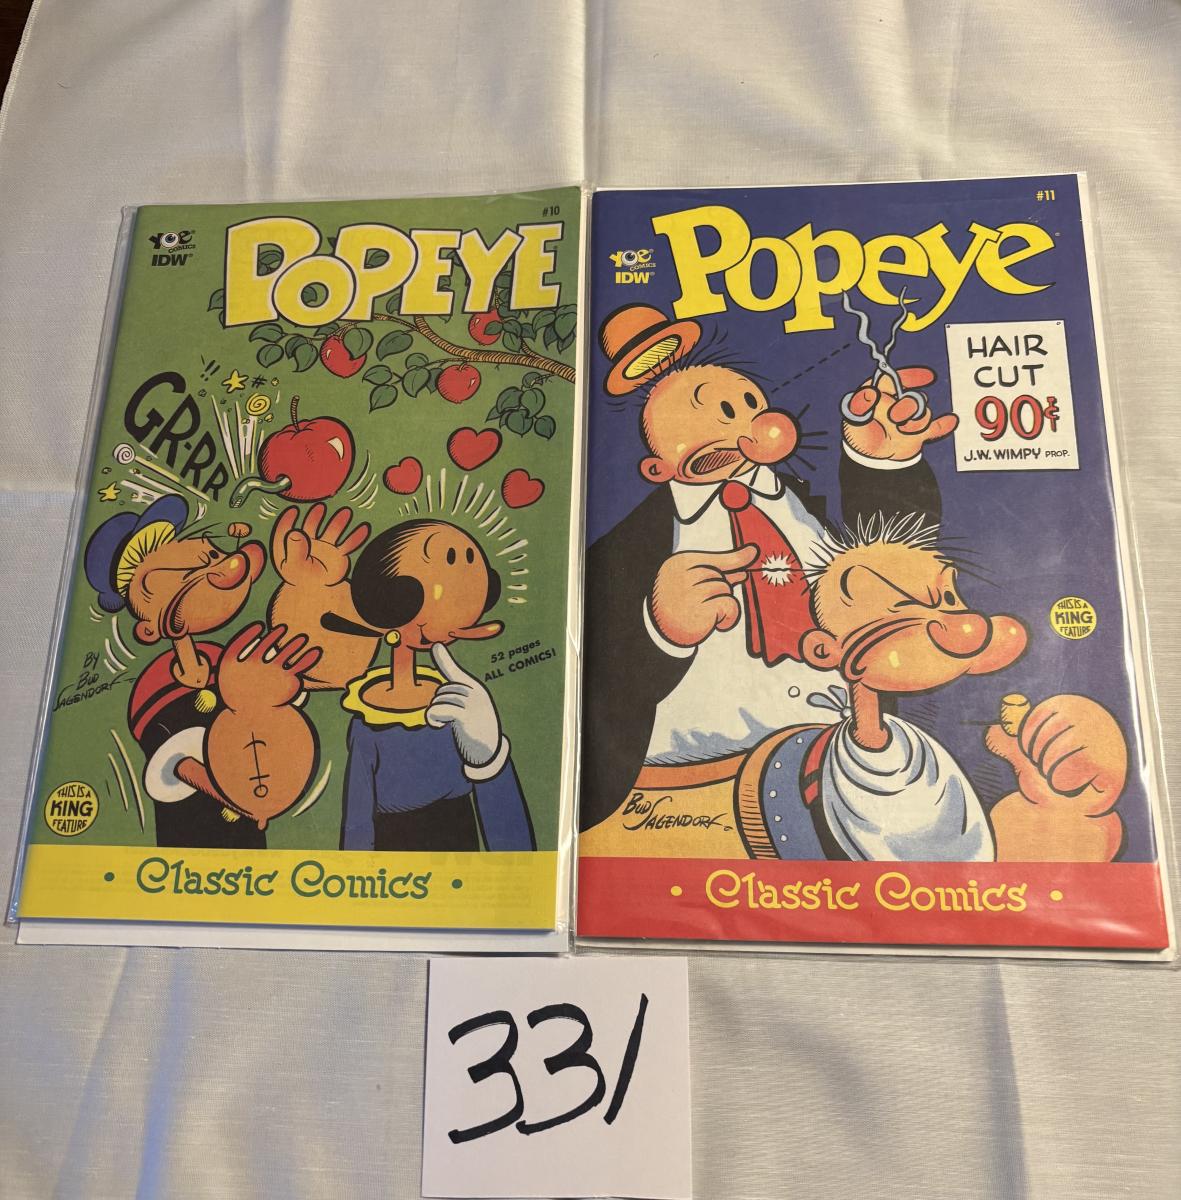 #10
YOE
COMICS
IDW
POPEYE
!!
#
GR-RR
52 pages
ALL COMICS!
BY
BUD
SAGENDORF
THIS IS A
KING
FEATURE
• Classic Comics •
#11
YOE
COMICS
IDW
Popeye
HAIR
CUT
90¢
J.W. WIMPY PROP.
THIS IS A
KING
FEATURE
BUD
SAGENDORF
• Classic Comics •
331